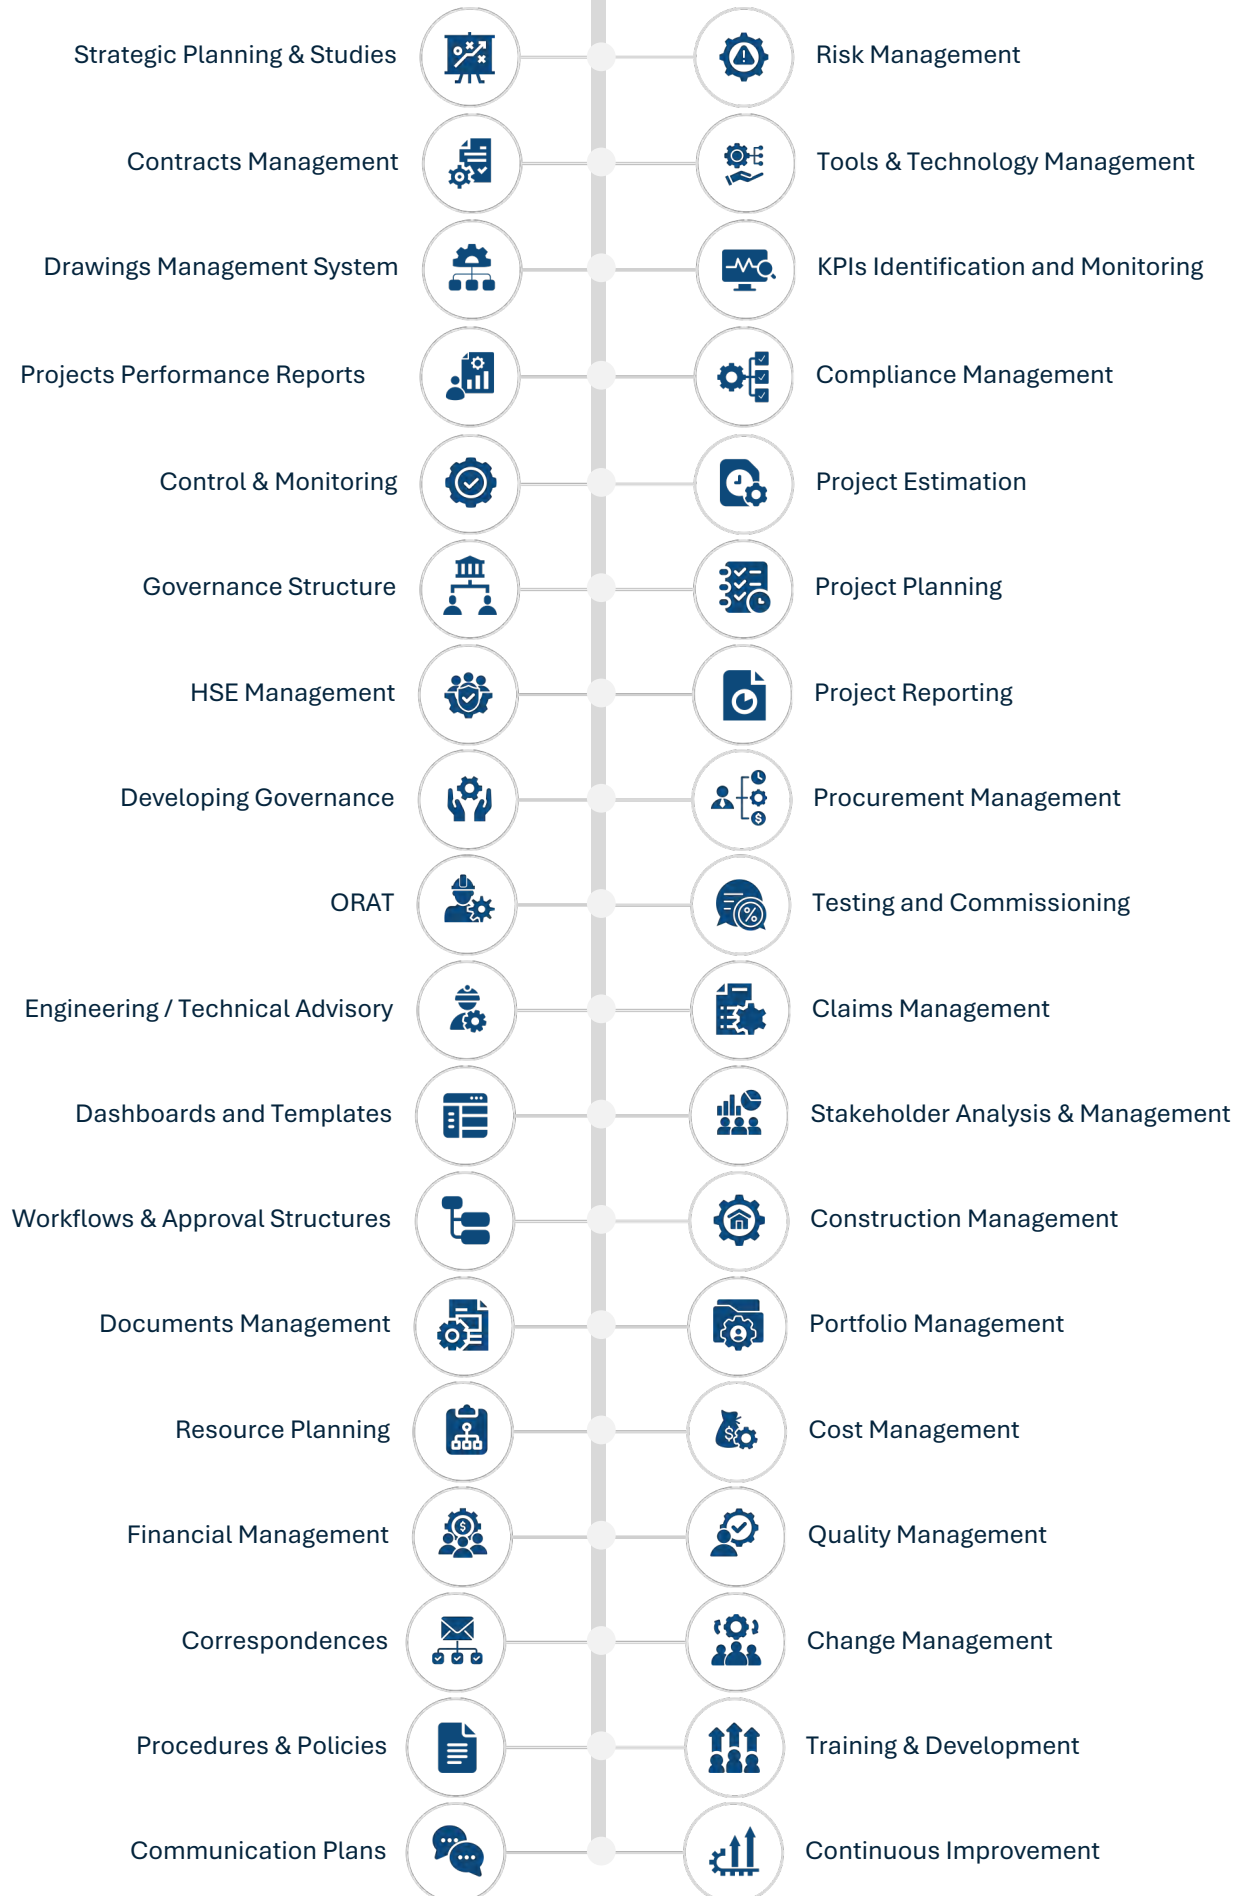 Strategic Planning & Studies
Risk Management
Contracts Management
Tools & Technology Management
Drawings Management System
KPIs Identification and Monitoring
Projects Performance Reports
Compliance Management
Control & Monitoring
Project Estimation
Governance Structure
Project Planning
HSE Management
Project Reporting
Developing Governance
Procurement Management
ORAT
Testing and Commissioning
Engineering / Technical Advisory
Claims Management
Dashboards and Templates
Stakeholder Analysis & Management
Workflows & Approval Structures
Construction Management
Documents Management
Portfolio Management
Resource Planning
Cost Management
Financial Management
Quality Management
Correspondences
Change Management
Procedures & Policies
Training & Development
Communication Plans
Continuous Improvement